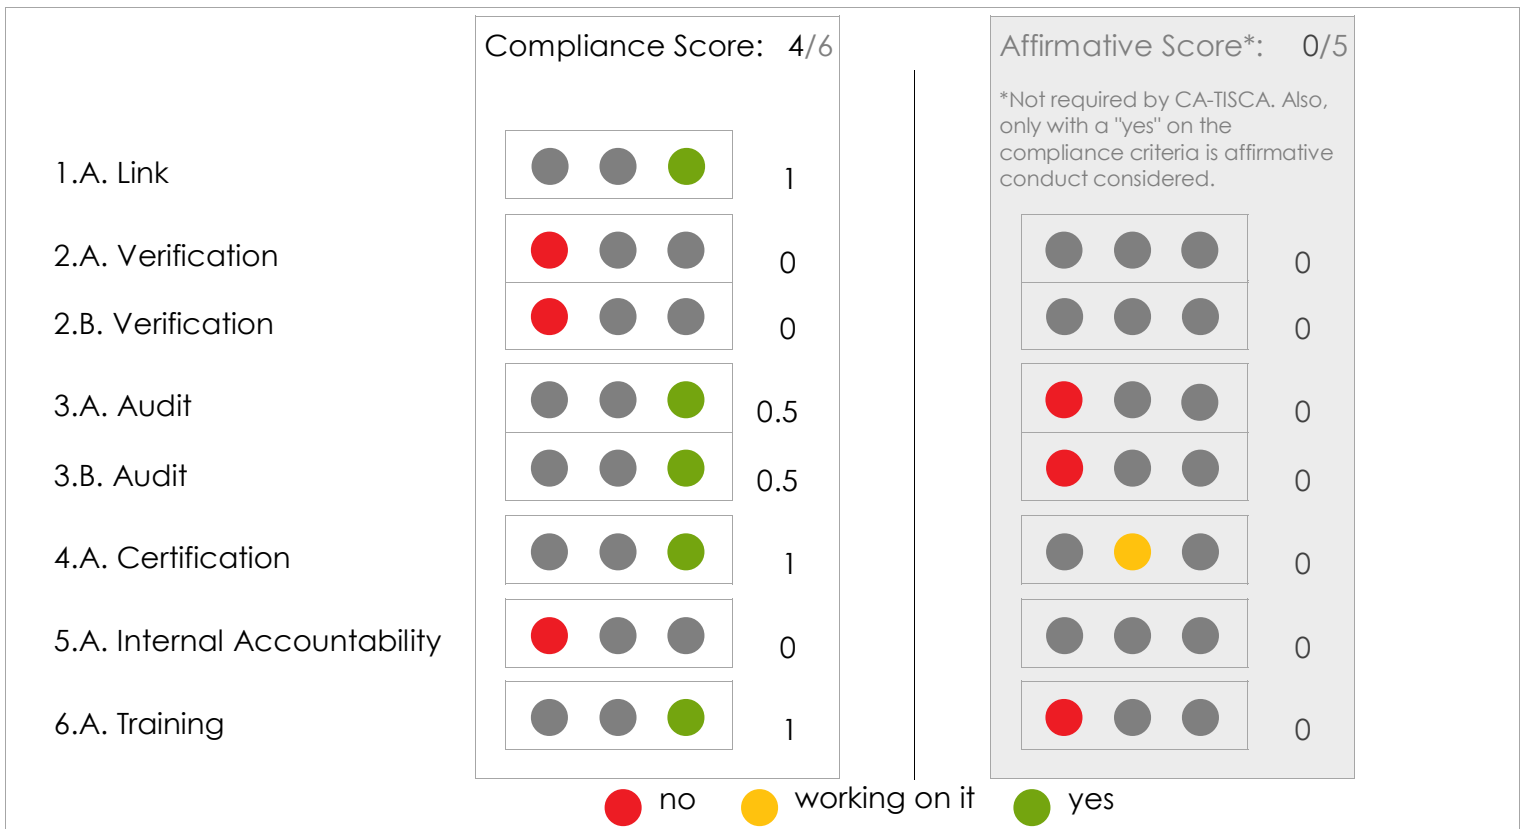 Compliance Score: 4/6
Affirmative Score*: 0/5
*Not required by CA-TISCA. Also,
only with a "yes" on the
compliance criteria is affirmative
conduct considered.
1.A. Link 1
2.A. Verification 0 0
2.B. Verification 0 0
3.A. Audit 0.5 0
3.B. Audit 0.5 0
4.A. Certification 1 0
5.A. Internal Accountability 0 0
6.A. Training 1 0
no working on it yes